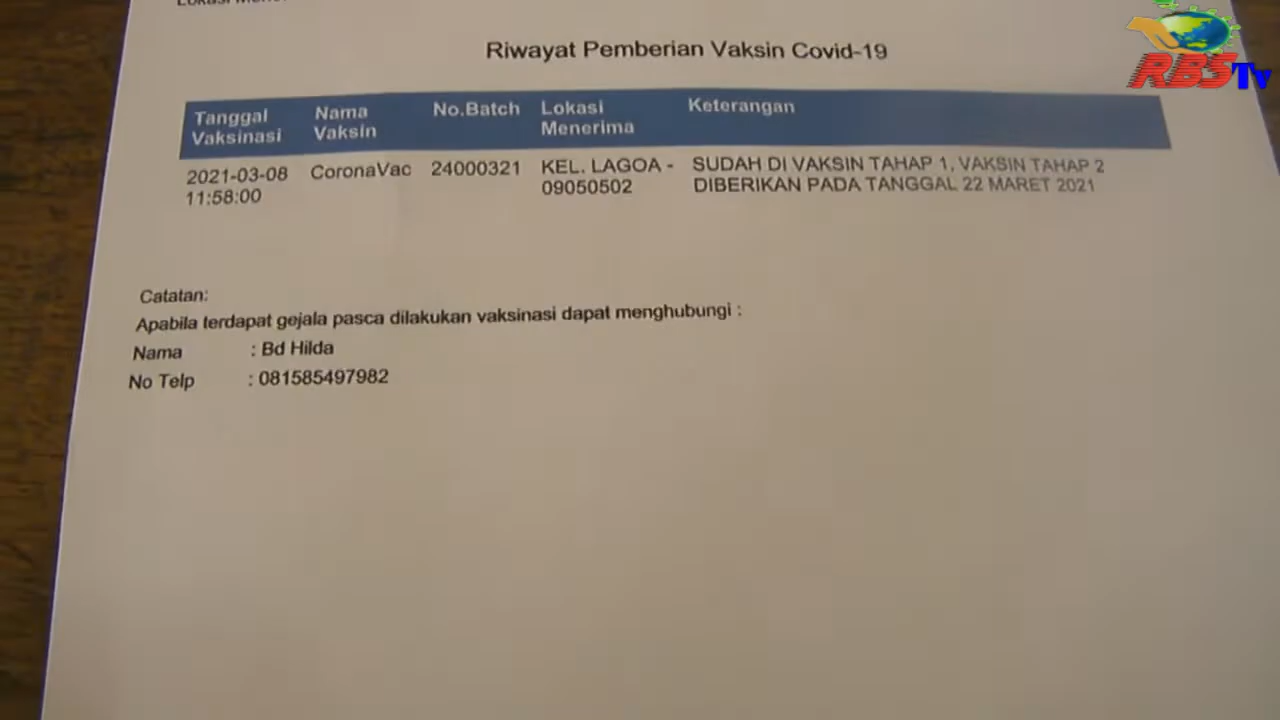 RBSTv
Riwayat Pemberian Vaksin Covid-19
Tanggal Vaksinasi
Nama Vaksin
No.Batch
Lokasi Menerima
Keterangan
2021-03-08 11:58:00
CoronaVac
24000321
KEL. LAGOA - 09050502
SUDAH DI VAKSIN TAHAP 1, VAKSIN TAHAP 2
DIBERIKAN PADA TANGGAL 22 MARET 2021
Catatan:
Apabila terdapat gejala pasca dilakukan vaksinasi dapat menghubungi :
Nama : Bd Hilda
No Telp : 081585497982